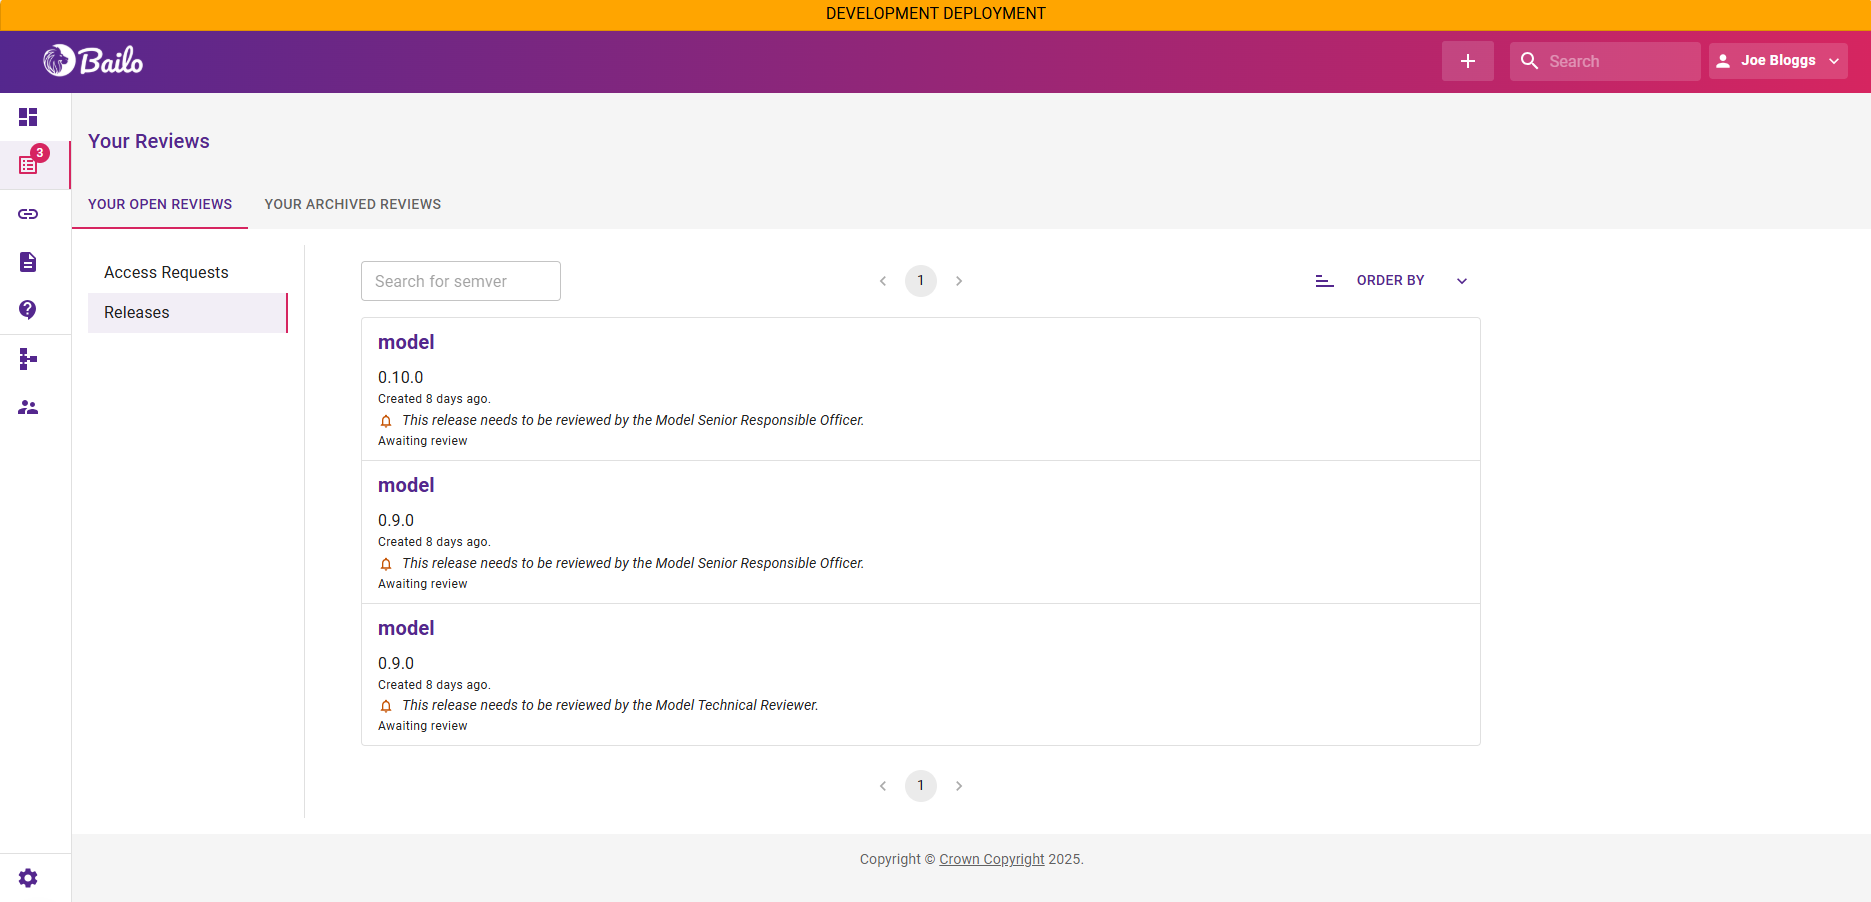 DEVELOPMENT DEPLOYMENT
Bailo
Search
Joe Bloggs
3
Your Reviews
YOUR OPEN REVIEWS
YOUR ARCHIVED REVIEWS
Access Requests
Releases
Search for semver
1
ORDER BY
model
0.10.0
Created 8 days ago.
This release needs to be reviewed by the Model Senior Responsible Officer.
Awaiting review
model
0.9.0
Created 8 days ago.
This release needs to be reviewed by the Model Senior Responsible Officer.
Awaiting review
model
0.9.0
Created 8 days ago.
This release needs to be reviewed by the Model Technical Reviewer.
Awaiting review
1
Copyright © Crown Copyright 2025.